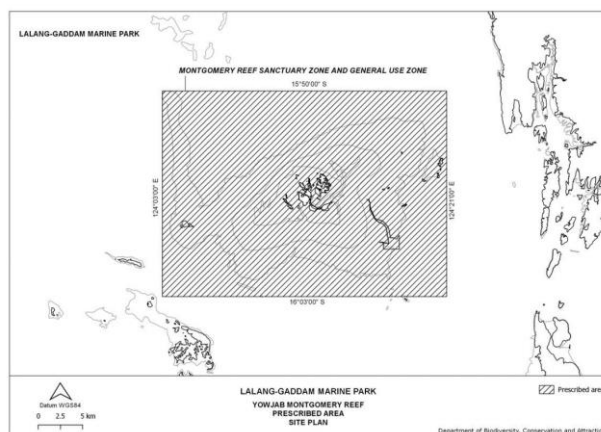 LALANG-GADDAM MARINE PARK
MONTGOMERY REEF SANCTUARY ZONE AND GENERAL USE ZONE
15°50'00" S
124°03'00" E
124°21'00" E
16°03'00" S
LALANG-GADDAM MARINE PARK
YOWJAB MONTGOMERY REEF
PRESCRIBED AREA
SITE PLAN
Prescribed area
Datum WGS84
0 2.5 5 km
Department of Biodiversity, Conservation and Attractio